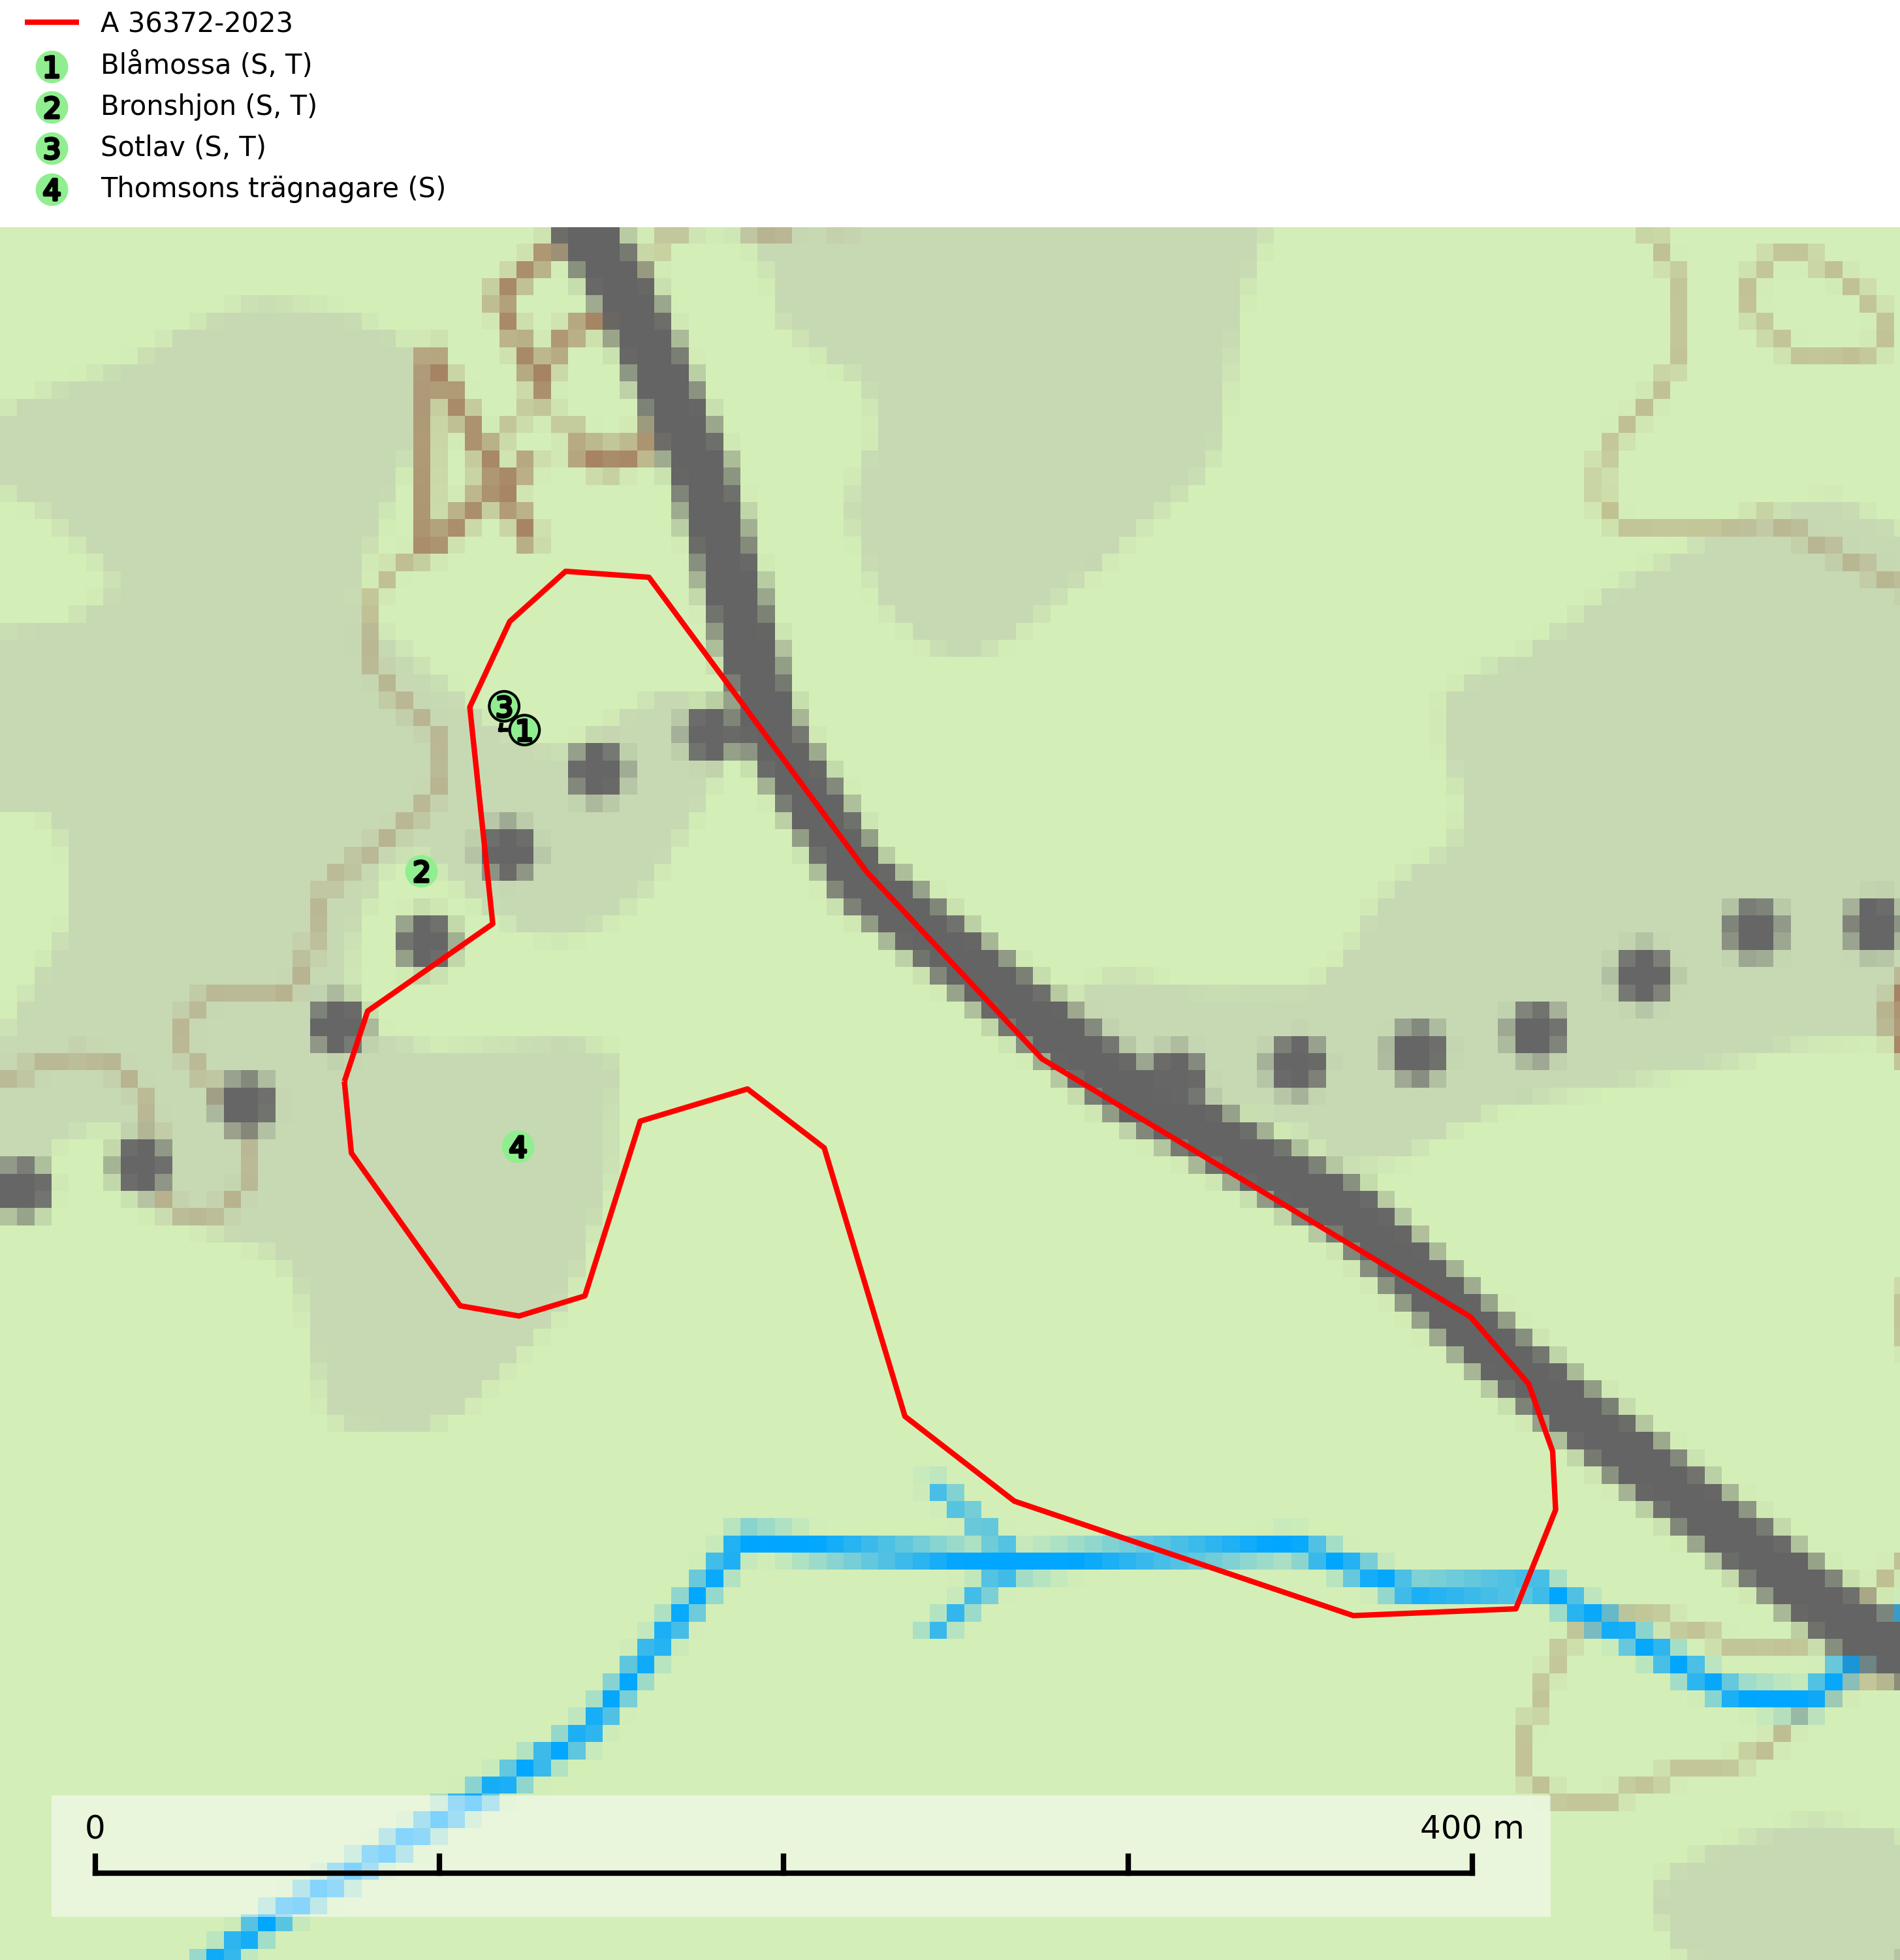 A 36372-2023
1 Blåmossa (S, T)
2 Bronshjon (S, T)
3 Sotlav (S, T)
4 Thomsons trägnagare (S)
3
1
2
4
0 400 m